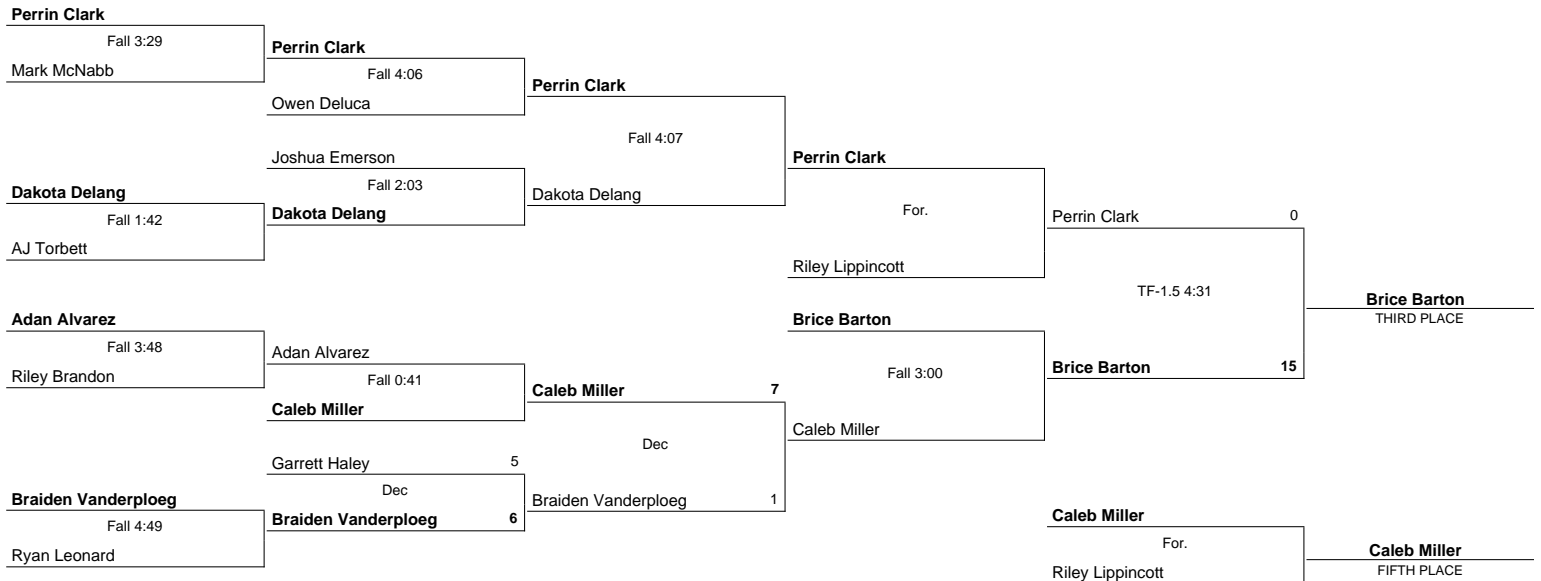 Perrin Clark
Fall 3:29
Mark McNabb
Dakota Delang
Fall 1:42
AJ Torbett
Adan Alvarez
Fall 3:48
Riley Brandon
Braiden Vanderploeg
Fall 4:49
Ryan Leonard
Perrin Clark
Fall 4:06
Owen Deluca
Joshua Emerson
Fall 2:03
Dakota Delang
Adan Alvarez
Fall 0:41
Caleb Miller
Garrett Haley 5
Dec
Braiden Vanderploeg 6
Perrin Clark
Fall 4:07
Dakota Delang
Caleb Miller 7
Dec
Braiden Vanderploeg 1
Perrin Clark
For.
Riley Lippincott
Brice Barton
Fall 3:00
Caleb Miller
Perrin Clark 0
TF-1.5 4:31
Brice Barton 15
Caleb Miller
For.
Riley Lippincott
Brice Barton
THIRD PLACE
Caleb Miller
FIFTH PLACE